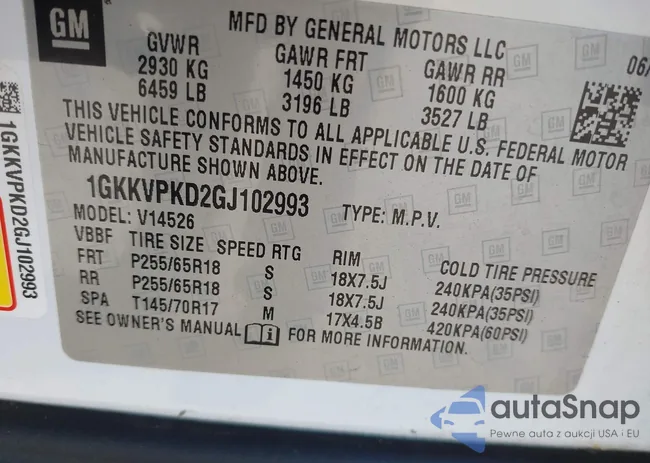 GM
MFD BY GENERAL MOTORS LLC
GVWR GAWR FRT GAWR RR 06/
2930 KG 1450 KG 1600 KG
6459 LB 3196 LB 3527 LB
THIS VEHICLE CONFORMS TO ALL APPLICABLE U.S. FEDERAL MOTOR
VEHICLE SAFETY STANDARDS IN EFFECT ON THE DATE OF
MANUFACTURE SHOWN ABOVE.
1GKKVPKD2GJ102993 TYPE: M.P.V.
MODEL: V14526
VBBF TIRE SIZE SPEED RTG RIM COLD TIRE PRESSURE
FRT P255/65R18 S 18X7.5J 240KPA(35PSI)
RR P255/65R18 S 18X7.5J 240KPA(35PSI)
SPA T145/70R17 M 17X4.5B 420KPA(60PSI)
SEE OWNER'S MANUAL FOR MORE INFORMATION.
1GKKVPKD2GJ102993
autaSnap
Pewne auta z aukcji USA i EU